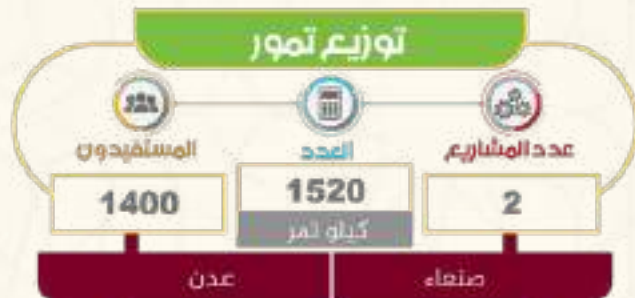 توزيع تمور
عدد المشاريع العدد المستفيدون
2 1520 1400
كيلو تمر
صنعاء عدن